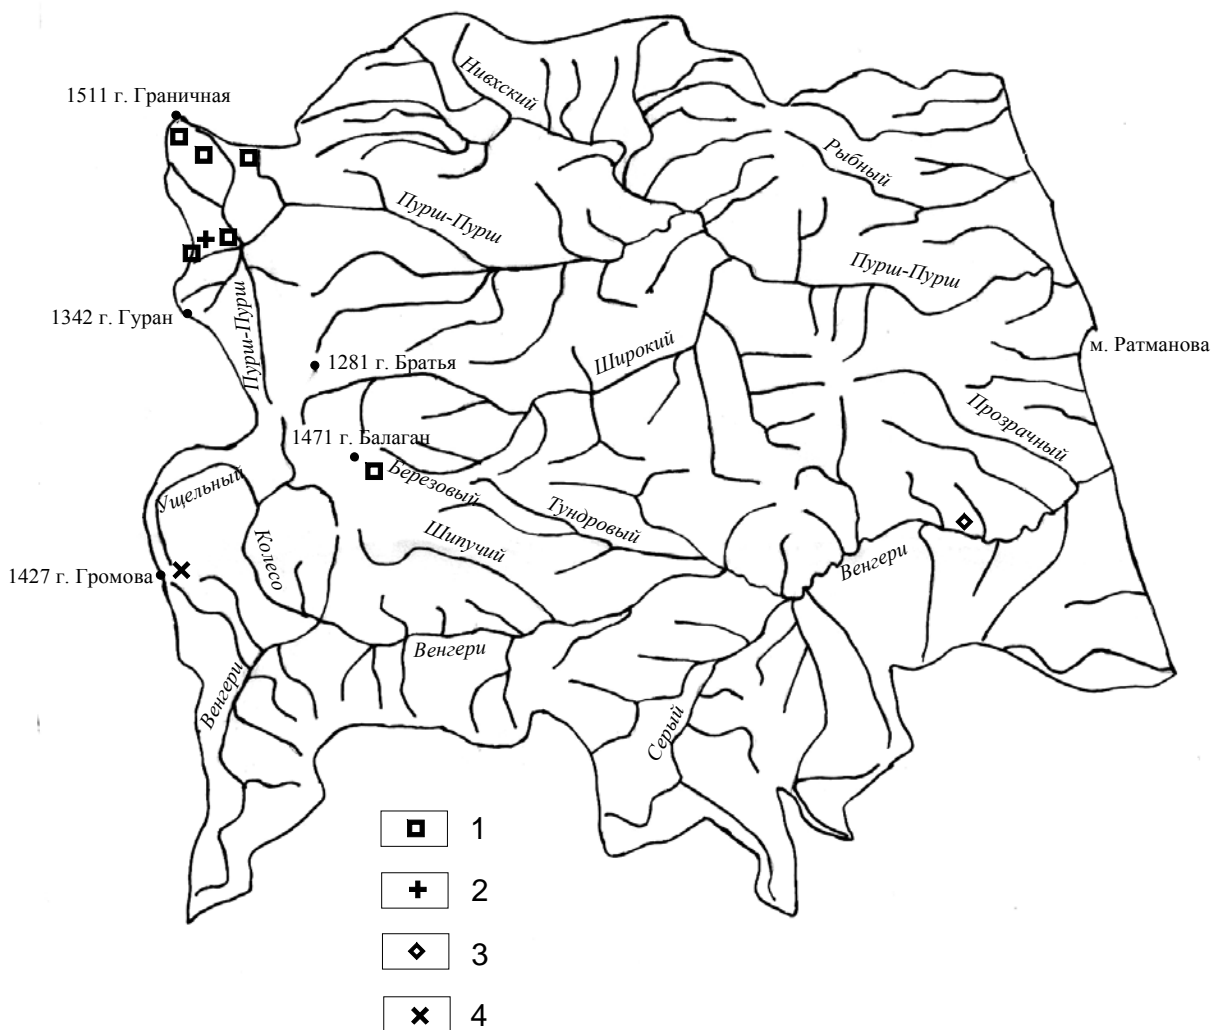 Нивхский
1511 г. Граничная
Рыбный
Пурш-Пурш
Пурш-Пурш
1342 г. Гуран
Пурш-Пурш
м. Ратманова
Широкий
1281 г. Братья
Прозрачный
1471 г. Балаган
Березовый
Ущельный
Тундровый
Шипучий
Колесо
Венгери
1427 г. Громова
Венгери
Венгери
Серый
1
2
3
4